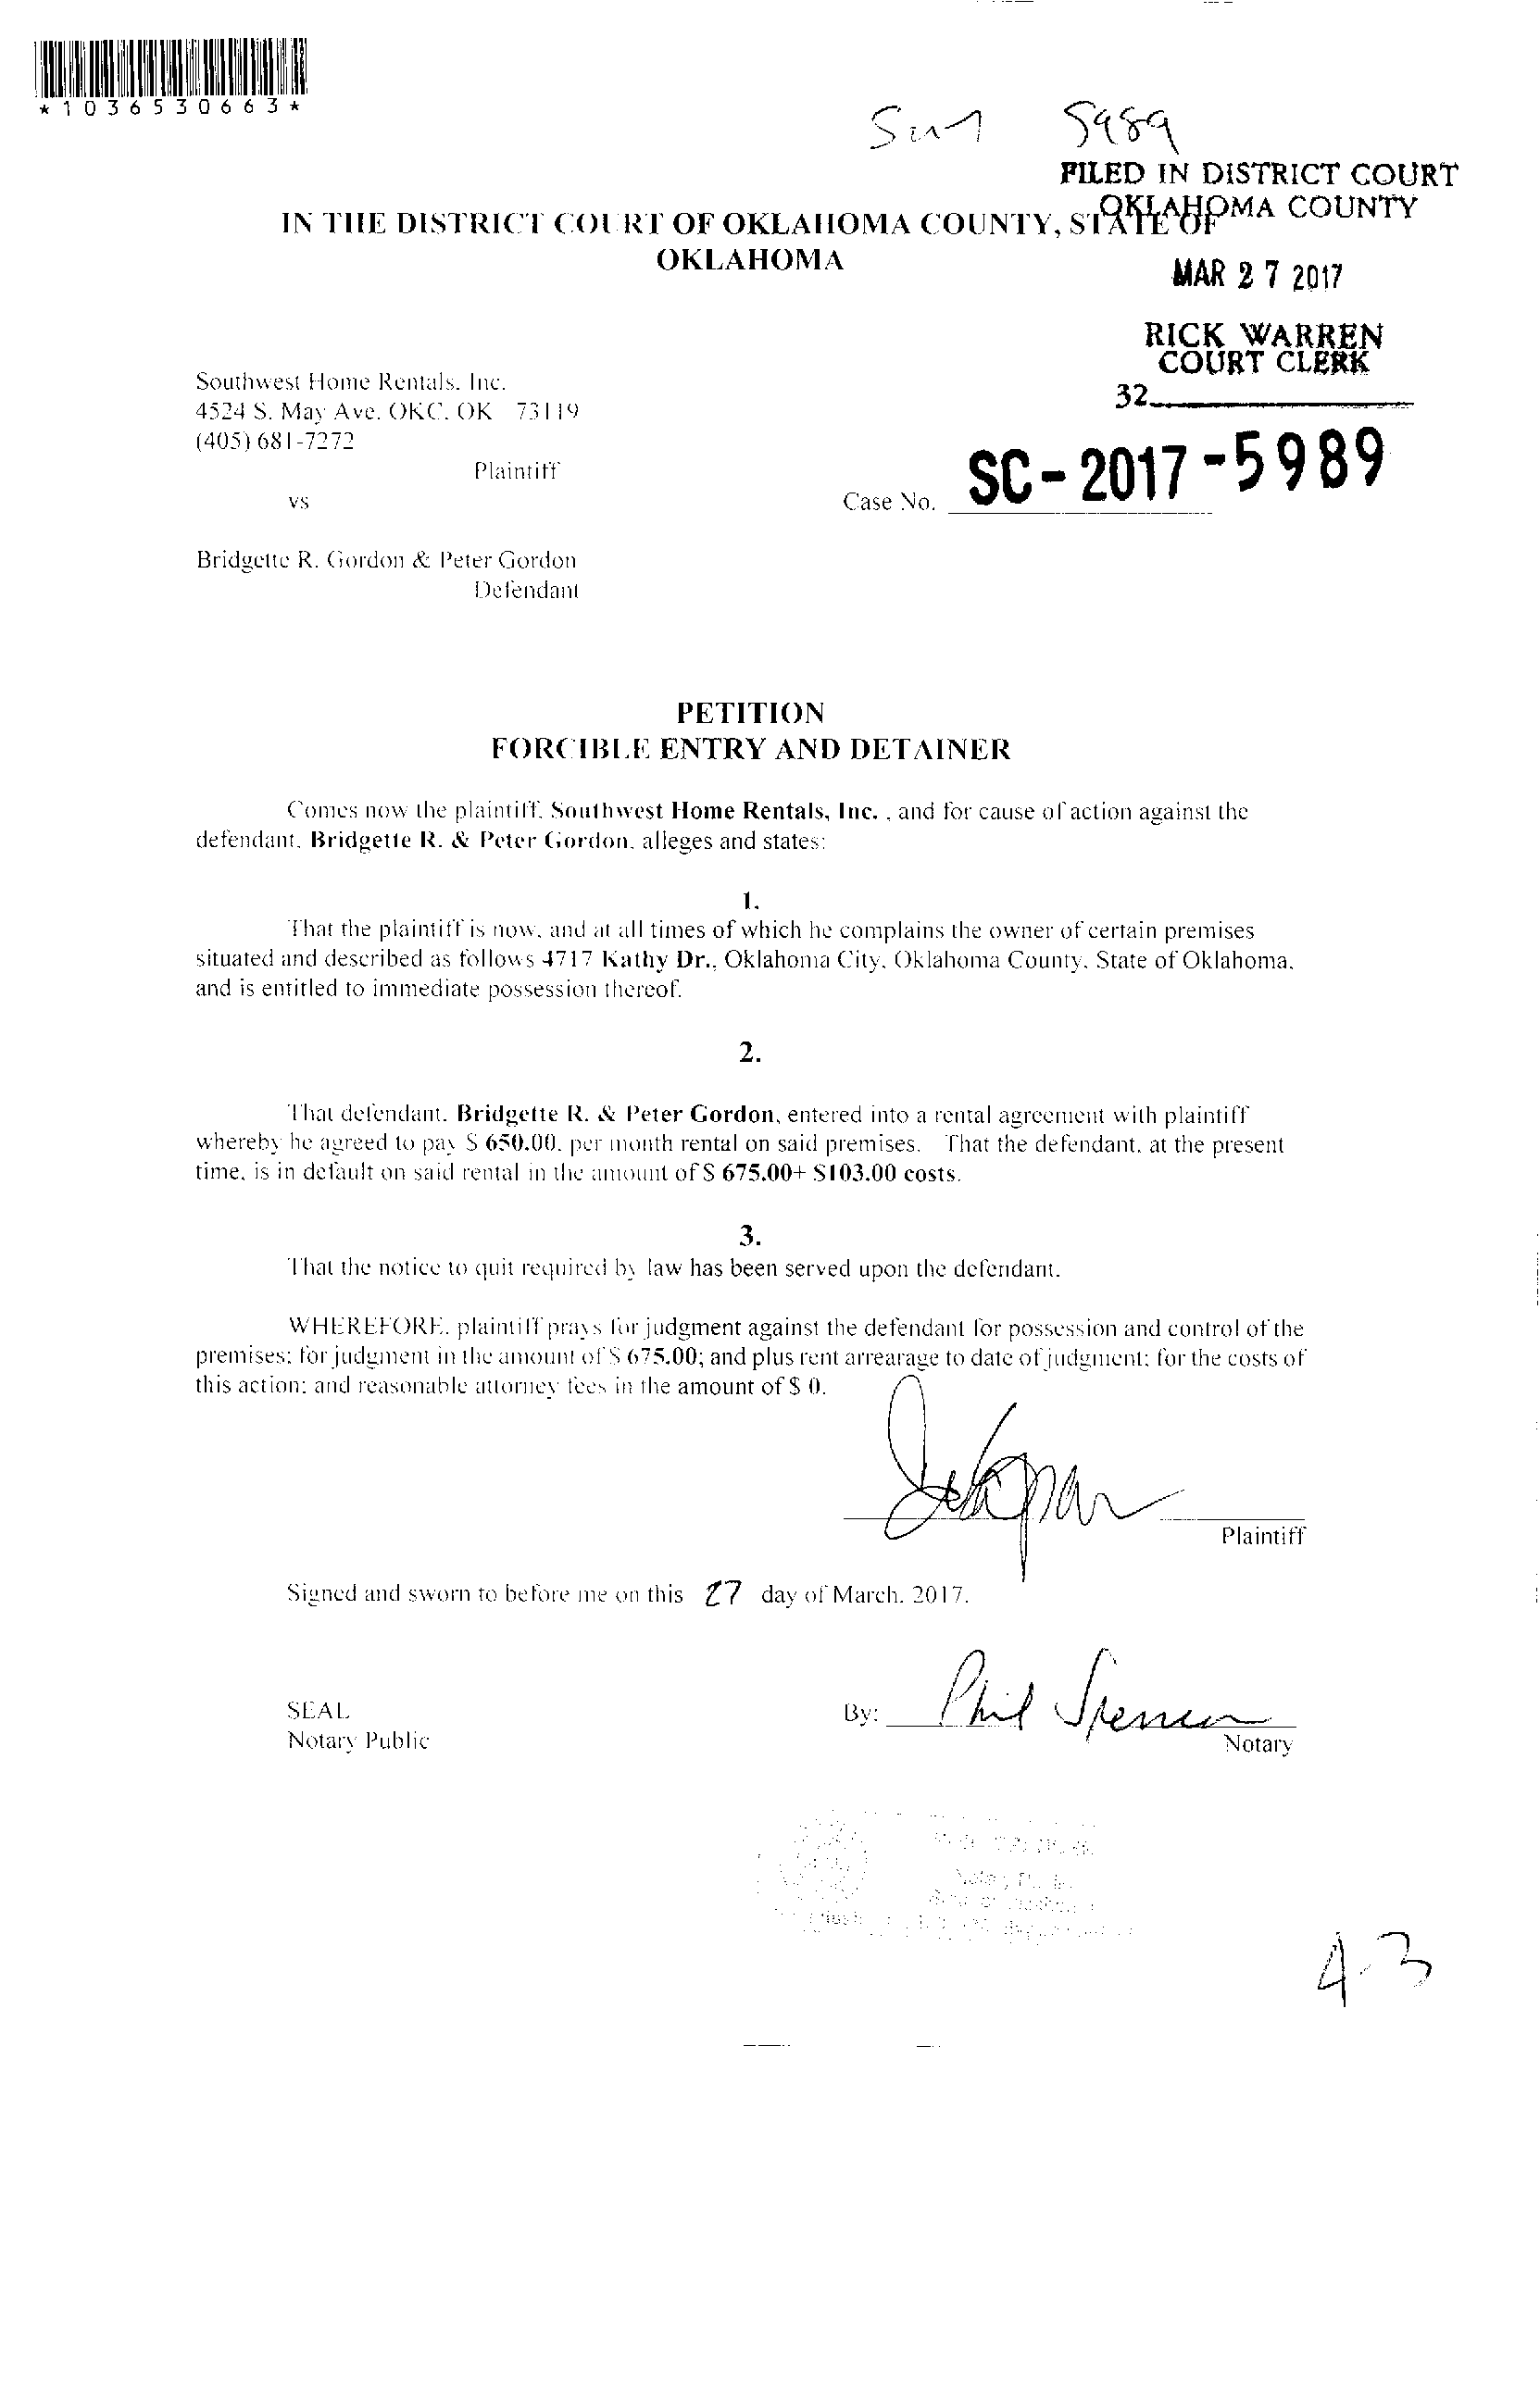 *1036530663*
5989
FILED IN DISTRICT COURT
OKLAHOMA COUNTY
IN THE DISTRICT COURT OF OKLAHOMA COUNTY, STATE OF
OKLAHOMA
MAR 27 2017
RICK WARREN
COURT CLERK
32
Southwest Home Rentals, Inc.
4524 S. May Ave. OKC. OK 73119
(405) 681-7272
Plaintiff
vs
Case No. SC-2017-5989
Bridgette R. Gordon & Peter Gordon
Defendant
PETITION
FORCIBLE ENTRY AND DETAINER
Comes now the plaintiff, Southwest Home Rentals, Inc. , and for cause of action against the
defendant, Bridgette R. & Peter Gordon, alleges and states:
1.
That the plaintiff is now, and at all times of which he complains the owner of certain premises
situated and described as follows 4717 Kathy Dr., Oklahoma City, Oklahoma County, State of Oklahoma,
and is entitled to immediate possession thereof.
2.
That defendant, Bridgette R. & Peter Gordon, entered into a rental agreement with plaintiff
whereby he agreed to pay $ 650.00, per month rental on said premises. That the defendant, at the present
time, is in default on said rental in the amount of $ 675.00+ $103.00 costs.
3.
That the notice to quit required by law has been served upon the defendant.
WHEREFORE, plaintiff prays for judgment against the defendant for possession and control of the
premises; for judgment in the amount of $ 675.00; and plus rent arrearage to date of judgment; for the costs of
this action; and reasonable attorney fees in the amount of $ 0.
Plaintiff
Signed and sworn to before me on this 27 day of March, 2017.
SEAL
By: Phil Spencer
Notary Public
Notary
4-3